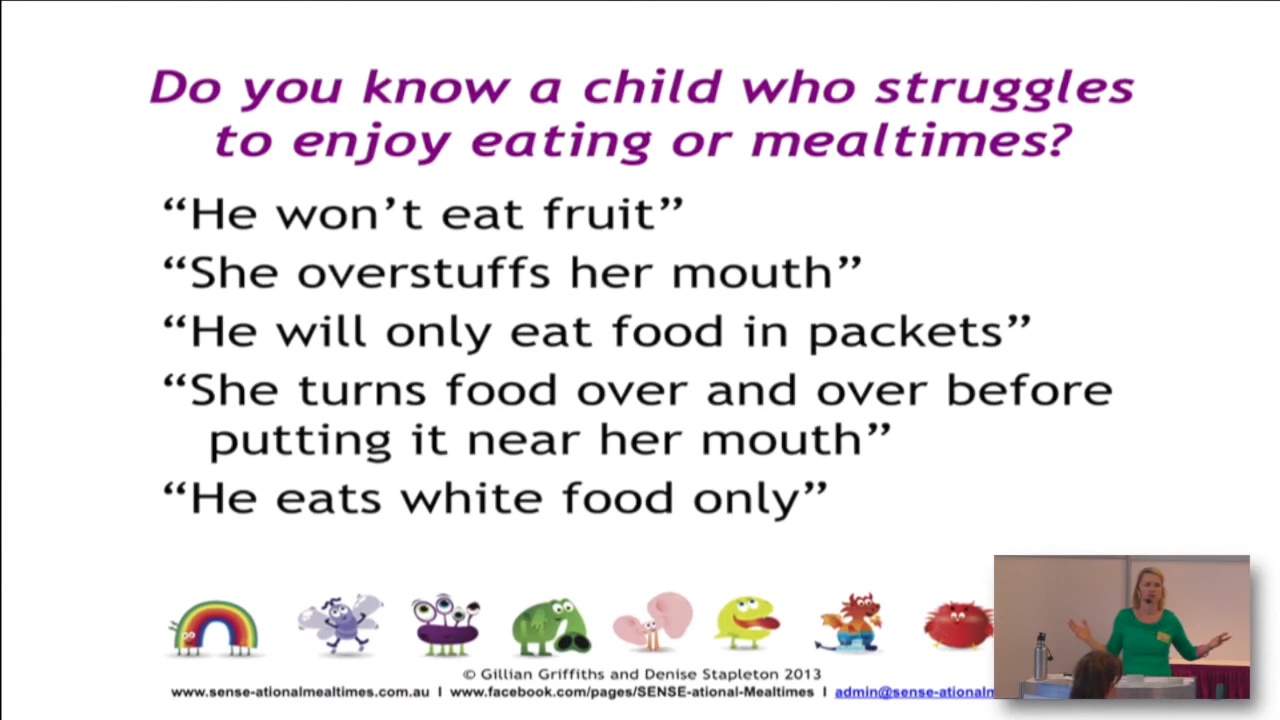 Do you know a child who struggles
to enjoy eating or mealtimes?
“He won’t eat fruit”
“She overstuffs her mouth”
“He will only eat food in packets”
“She turns food over and over before
putting it near her mouth”
“He eats white food only”
© Gillian Griffiths and Denise Stapleton 2013
www.sense-ationalmealtimes.com.au I www.facebook.com/pages/SENSE-ational-Mealtimes I admin@sense-ationalm